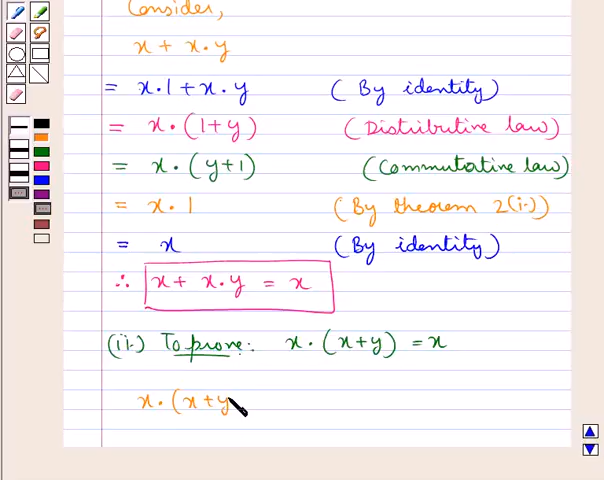 Consider,
x + x·y
= x·1 + x·y (By identity)
= x·(1+y) (Distributive law)
= x·(y+1) (Commutative law)
= x·1 (By theorem 2(i·))
= x (By identity)
∴ x + x·y = x
(ii·) To prove: x·(x+y) = x
x·(x+y